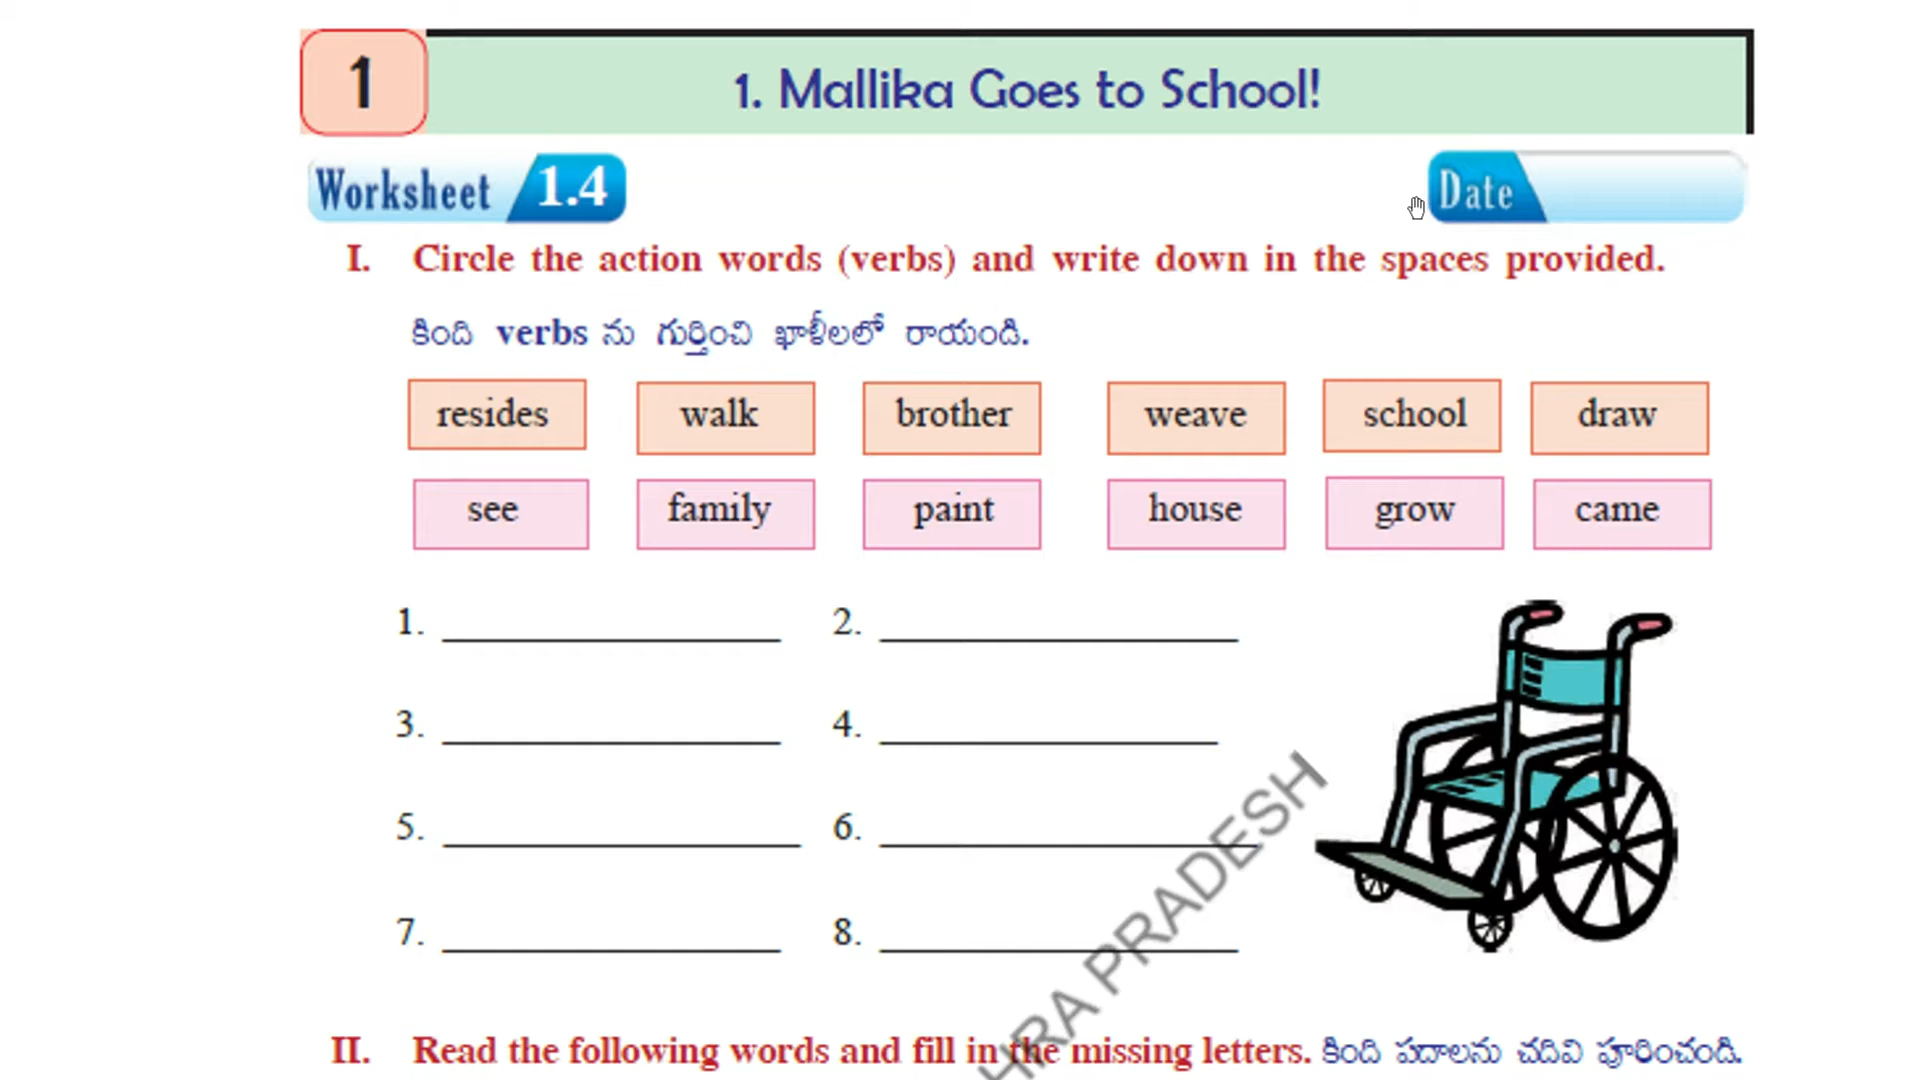 1
1. Mallika Goes to School!
Worksheet 1.4
Date
I. Circle the action words (verbs) and write down in the spaces provided.
కింది verbs ను గుర్తించి ఖాళీలలో రాయండి.
resides walk brother weave school draw
see family paint house grow came
1. 2.
3. 4.
5. 6.
7. 8.
HRA PRADESH
II. Read the following words and fill in the missing letters. కింది పదాలను చదివి పూరించండి.